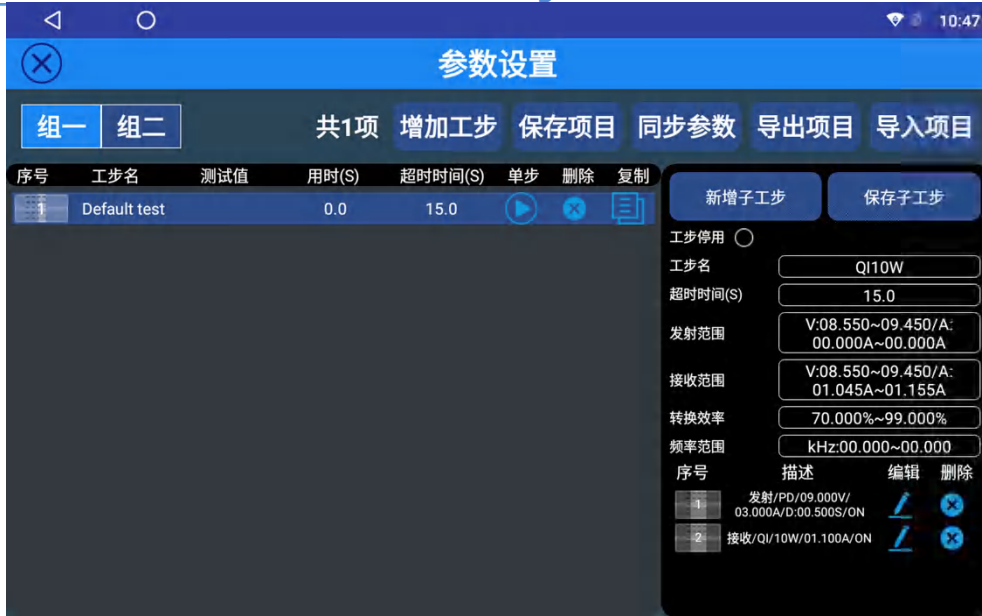 10:47
参数设置
组一 组二 共1项 增加工步 保存项目 同步参数 导出项目 导入项目
序号 工步名 测试值 用时(S) 超时时间(S) 单步 删除 复制
1 Default test 0.0 15.0
新增子工步 保存子工步
工步停用
工步名 QI10W
超时时间(S) 15.0
发射范围 V:08.550~09.450/A:
00.000A~00.000A
接收范围 V:08.550~09.450/A:
01.045A~01.155A
转换效率 70.000%~99.000%
频率范围 kHz:00.000~00.000
序号 描述 编辑 删除
1 发射/PD/09.000V/
03.000A/D:00.500S/ON
2 接收/QI/10W/01.100A/ON